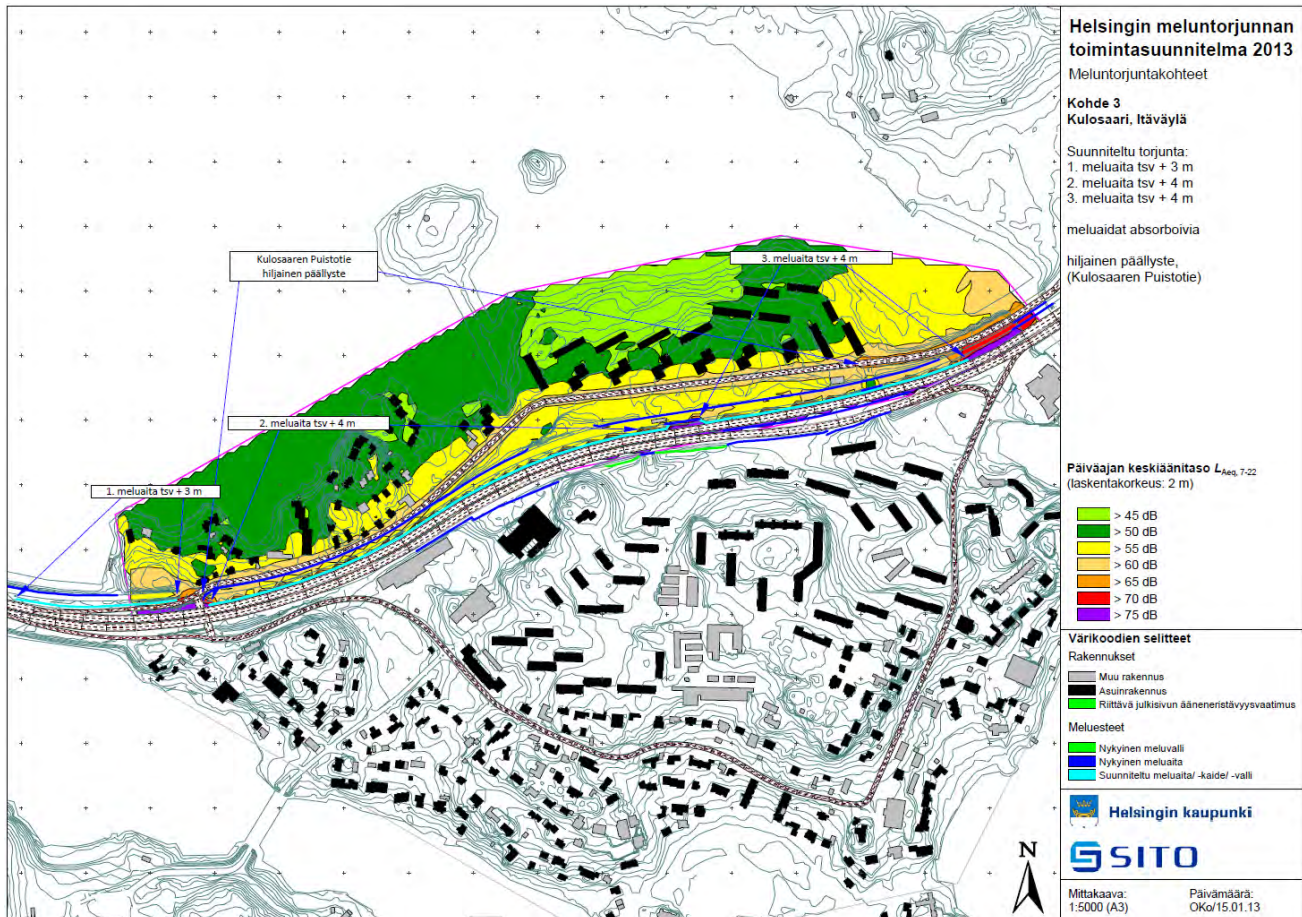 Helsingin meluntorjunnan
toimintasuunnitelma 2013
Meluntorjuntakohteet
Kohde 3
Kulosaari, Itäväylä
Suunniteltu torjunta:
1. meluaita tsv + 3 m
2. meluaita tsv + 4 m
3. meluaita tsv + 4 m
meluaidat absorboivia
hiljainen päällyste,
(Kulosaaren Puistotie)
Kulosaaren Puistotie
hiljainen päällyste
3. meluaita tsv + 4 m
2. meluaita tsv + 4 m
1. meluaita tsv + 3 m
Päiväajan keskiäänitaso LAeq, 7-22
(laskentakorkeus: 2 m)
> 45 dB
> 50 dB
> 55 dB
> 60 dB
> 65 dB
> 70 dB
> 75 dB
Värikoodien selitteet
Rakennukset
Muu rakennus
Asuinrakennus
Riittävä julkisivun ääneneristävyysvaatimus
Meluesteet
Nykyinen meluvalli
Nykyinen meluaita
Suunniteltu meluaita/ -kaide/ -valli
Helsingin kaupunki
SITO
N
Mittakaava: Päivämäärä:
1:5000 (A3) OKo/15.01.13